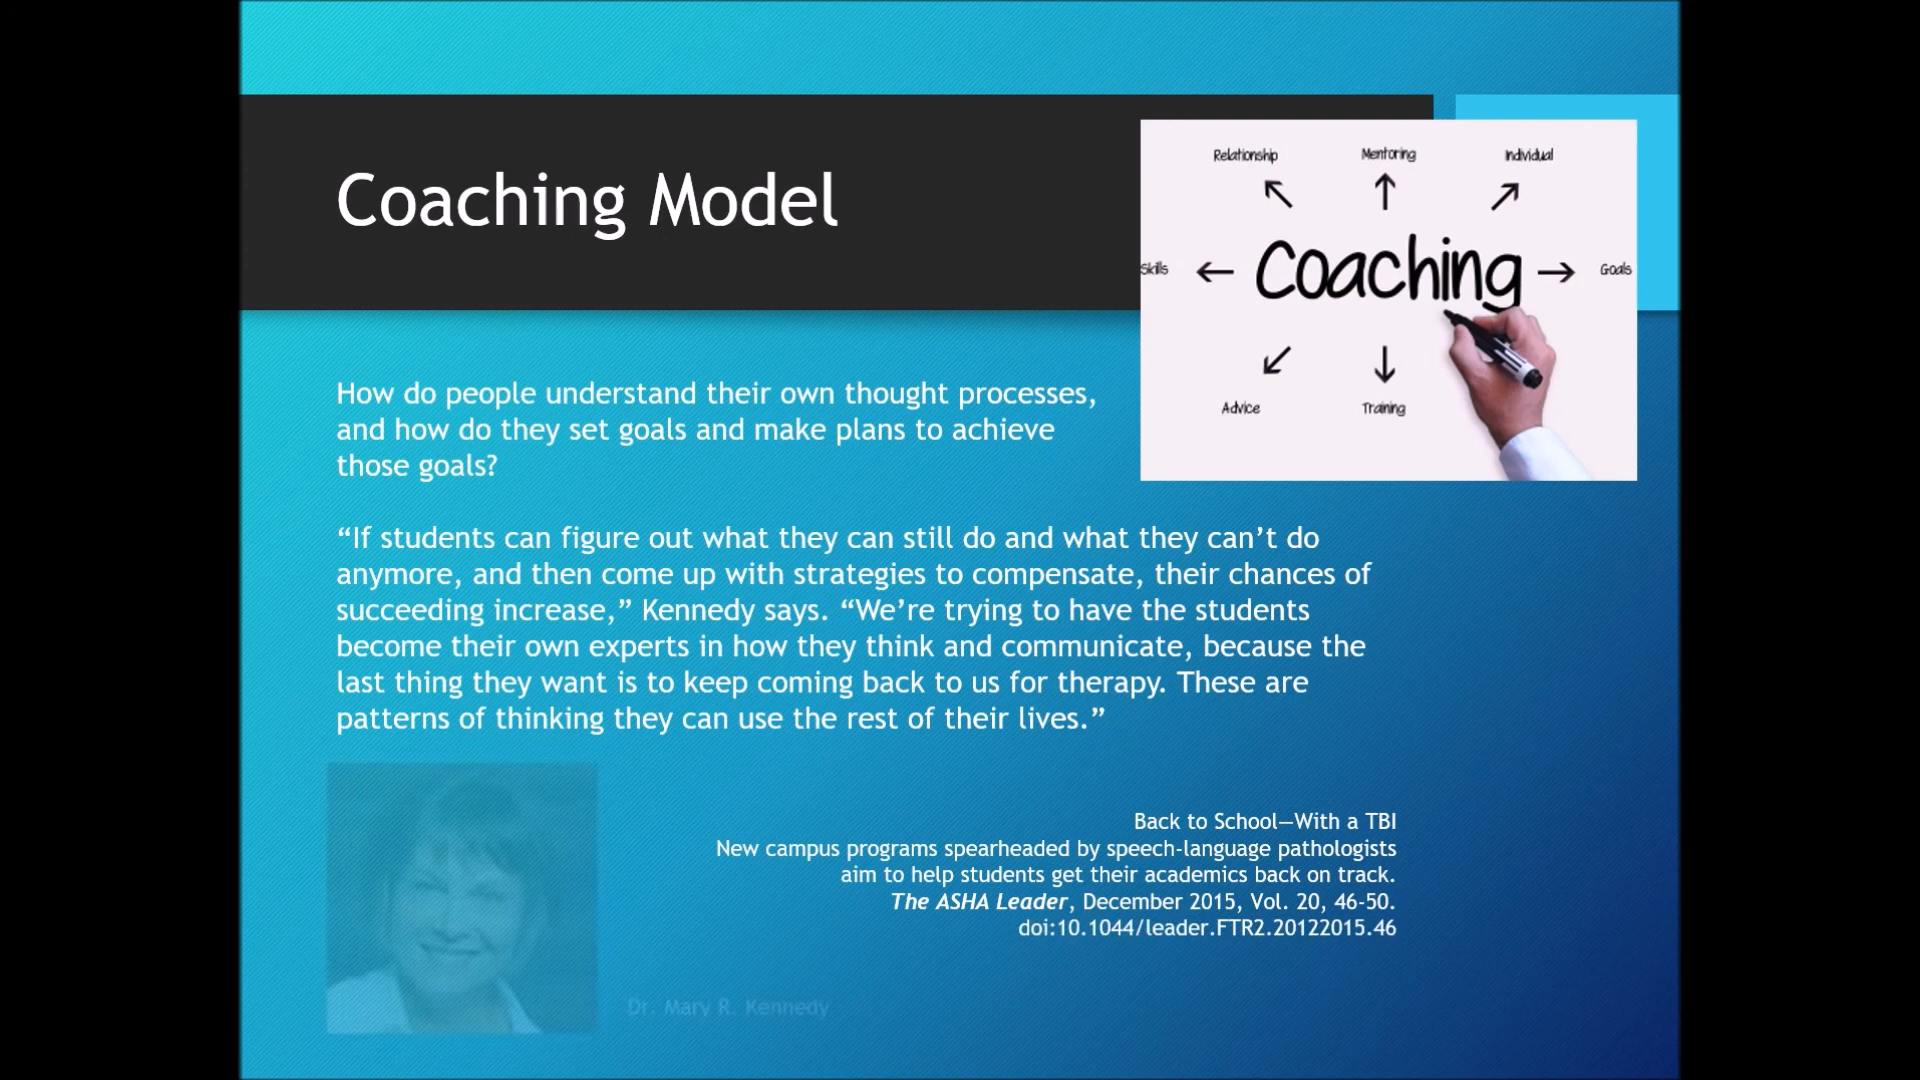 Coaching Model
Relationship
Mentoring
Individual
Skills
Coaching
Goals
Advice
Training
How do people understand their own thought processes,
and how do they set goals and make plans to achieve
those goals?
“If students can figure out what they can still do and what they can’t do
anymore, and then come up with strategies to compensate, their chances of
succeeding increase,” Kennedy says. “We’re trying to have the students
become their own experts in how they think and communicate, because the
last thing they want is to keep coming back to us for therapy. These are
patterns of thinking they can use the rest of their lives.”
Back to School—With a TBI
New campus programs spearheaded by speech-language pathologists
aim to help students get their academics back on track.
The ASHA Leader, December 2015, Vol. 20, 46-50.
doi:10.1044/leader.FTR2.20122015.46
Dr. Mary R. Kennedy